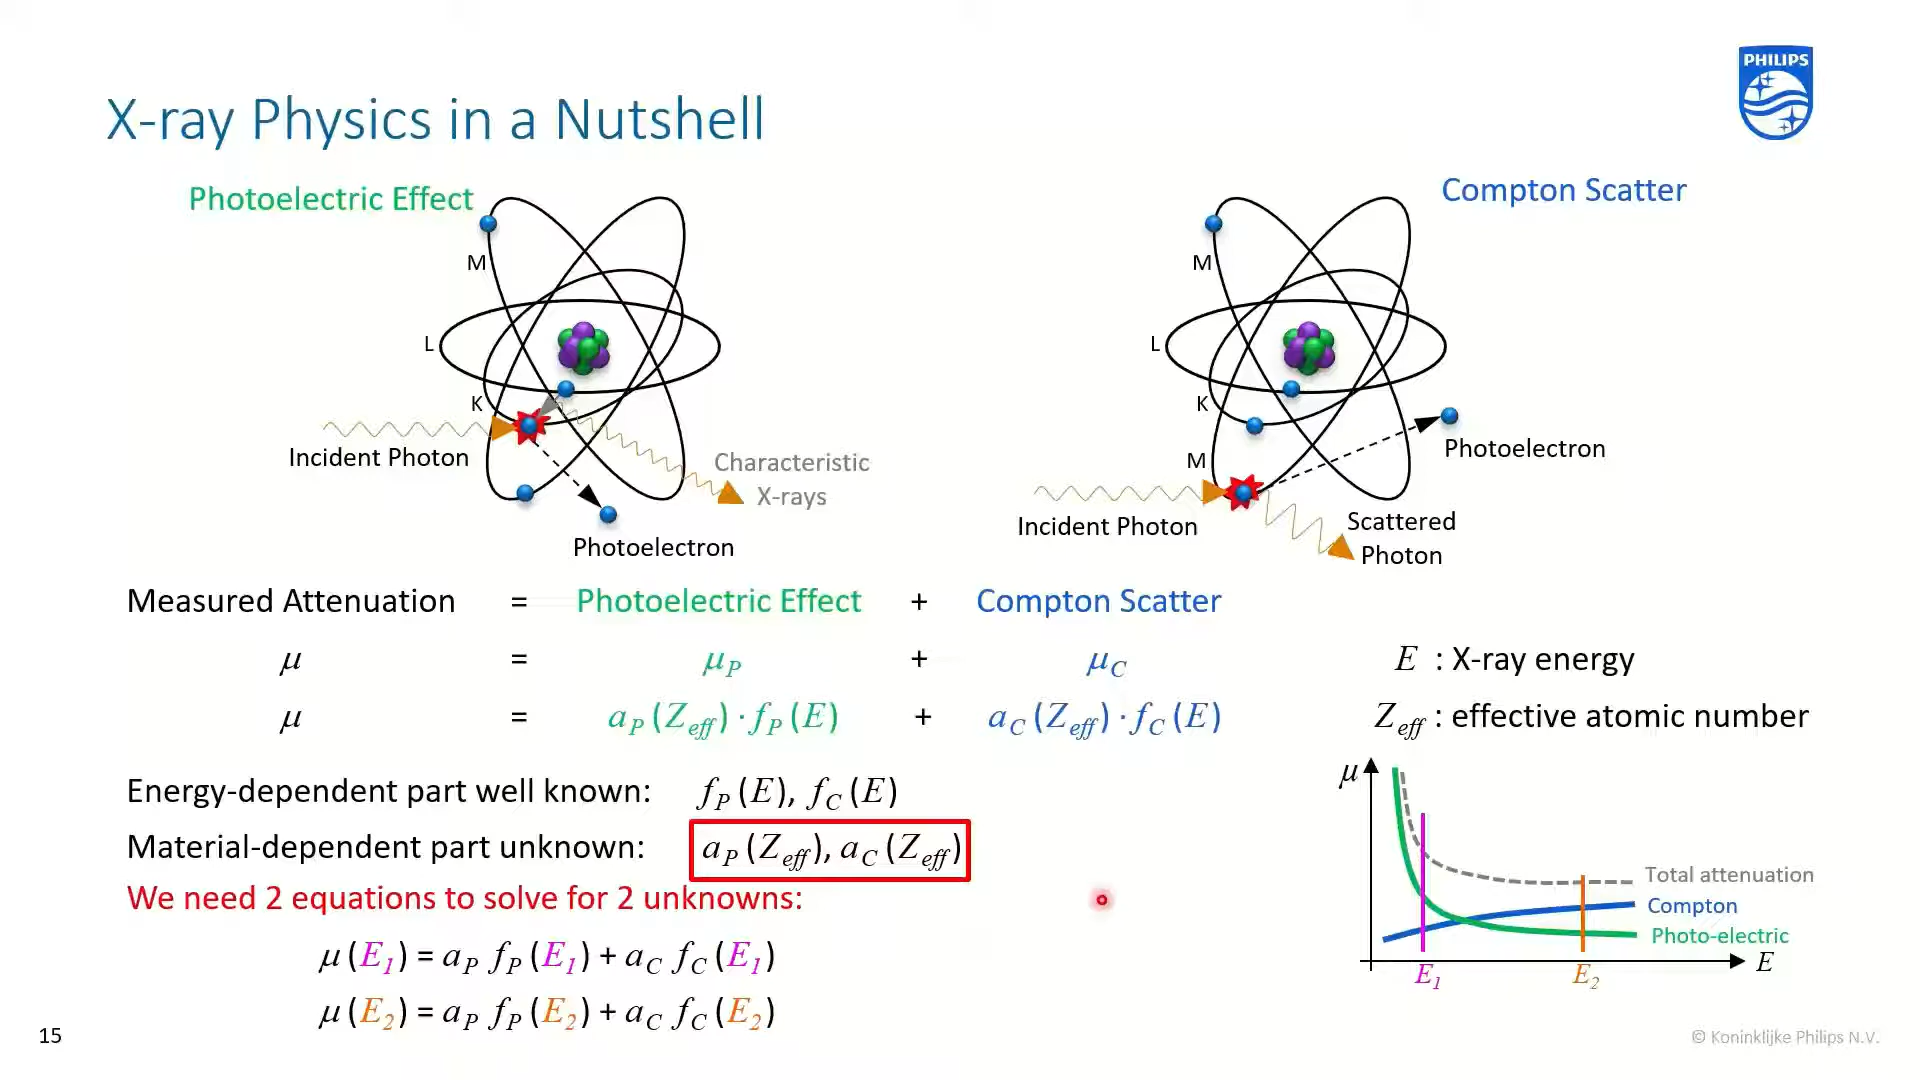 PHILIPS
X-ray Physics in a Nutshell
Photoelectric Effect
M
L
K
Incident Photon
Characteristic
X-rays
Photoelectron
Compton Scatter
M
L
K
M
Incident Photon
Photoelectron
Scattered
Photon
Measured Attenuation = Photoelectric Effect + Compton Scatter
μ = μ_P + μ_C
μ = a_P (Z_eff) · f_P (E) + a_C (Z_eff) · f_C (E)
E : X-ray energy
Z_eff : effective atomic number
Energy-dependent part well known: f_P (E), f_C (E)
Material-dependent part unknown: a_P (Z_eff), a_C (Z_eff)
We need 2 equations to solve for 2 unknowns:
μ (E_1) = a_P f_P (E_1) + a_C f_C (E_1)
μ (E_2) = a_P f_P (E_2) + a_C f_C (E_2)
μ
Total attenuation
Compton
Photo-electric
E
E_1
E_2
15
© Koninklijke Philips N.V.